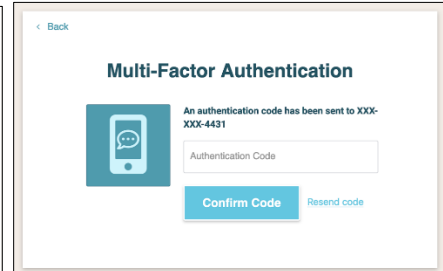 < Back
Multi-Factor Authentication
An authentication code has been sent to XXX-
XXX-4431
Authentication Code
Confirm Code
Resend code